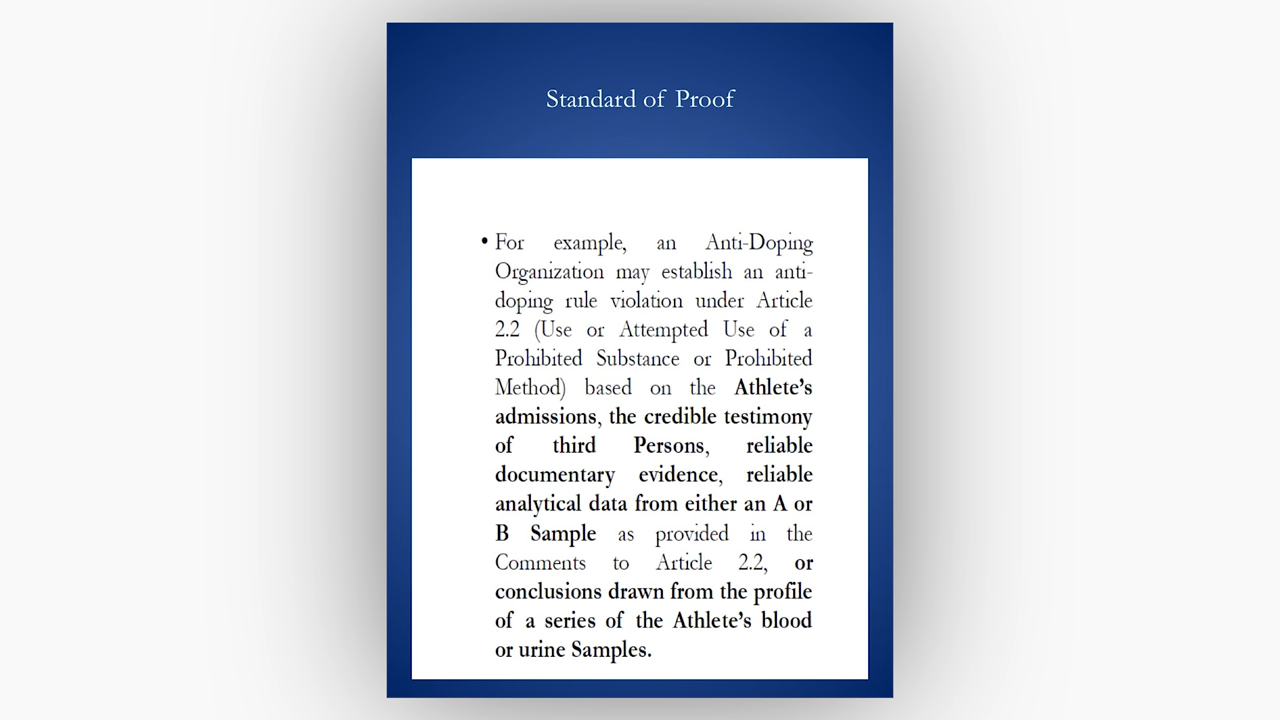 Standard of Proof
• For example, an Anti-Doping
Organization may establish an anti-
doping rule violation under Article
2.2 (Use or Attempted Use of a
Prohibited Substance or Prohibited
Method) based on the Athlete’s
admissions, the credible testimony
of third Persons, reliable
documentary evidence, reliable
analytical data from either an A or
B Sample as provided in the
Comments to Article 2.2, or
conclusions drawn from the profile
of a series of the Athlete’s blood
or urine Samples.